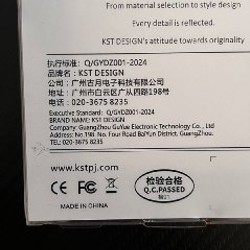 From material selection to style design
Every detail is reflected.
KST DESIGN's attitude towards originality
执行标准: Q/GYDZ001-2024
品牌名: KST DESIGN
公司: 广州古月电子科技有限公司
地址: 广州市白云区广从四路198号
电话: 020-3675 8235
Executive Standard: Q/GYDZ001-2024
BRAND NAME: KST DESIGN
Company: Guangzhou GuYue Electronic Technology Co., Ltd
Address: No. 198 No. Four Road BaiYun District, GuangZhou.
TEL: 020-3675 8235
www.kstpj.com
检验合格
Q.C.PASSED
MADE IN CHINA